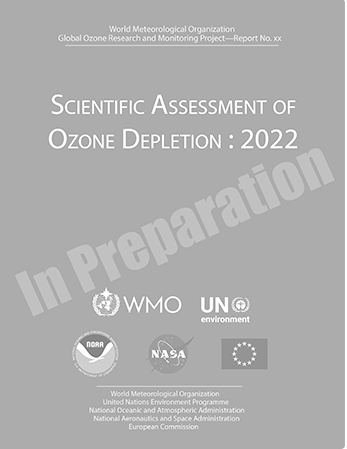 World Meteorological Organization
Global Ozone Research and Monitoring Project—Report No. xx
SCIENTIFIC ASSESSMENT OF
OZONE DEPLETION : 2022
In Preparation
WMO
UN
environment
NOAA
NASA
World Meteorological Organization
United Nations Environment Programme
National Oceanic and Atmospheric Administration
National Aeronautics and Space Administration
European Commission